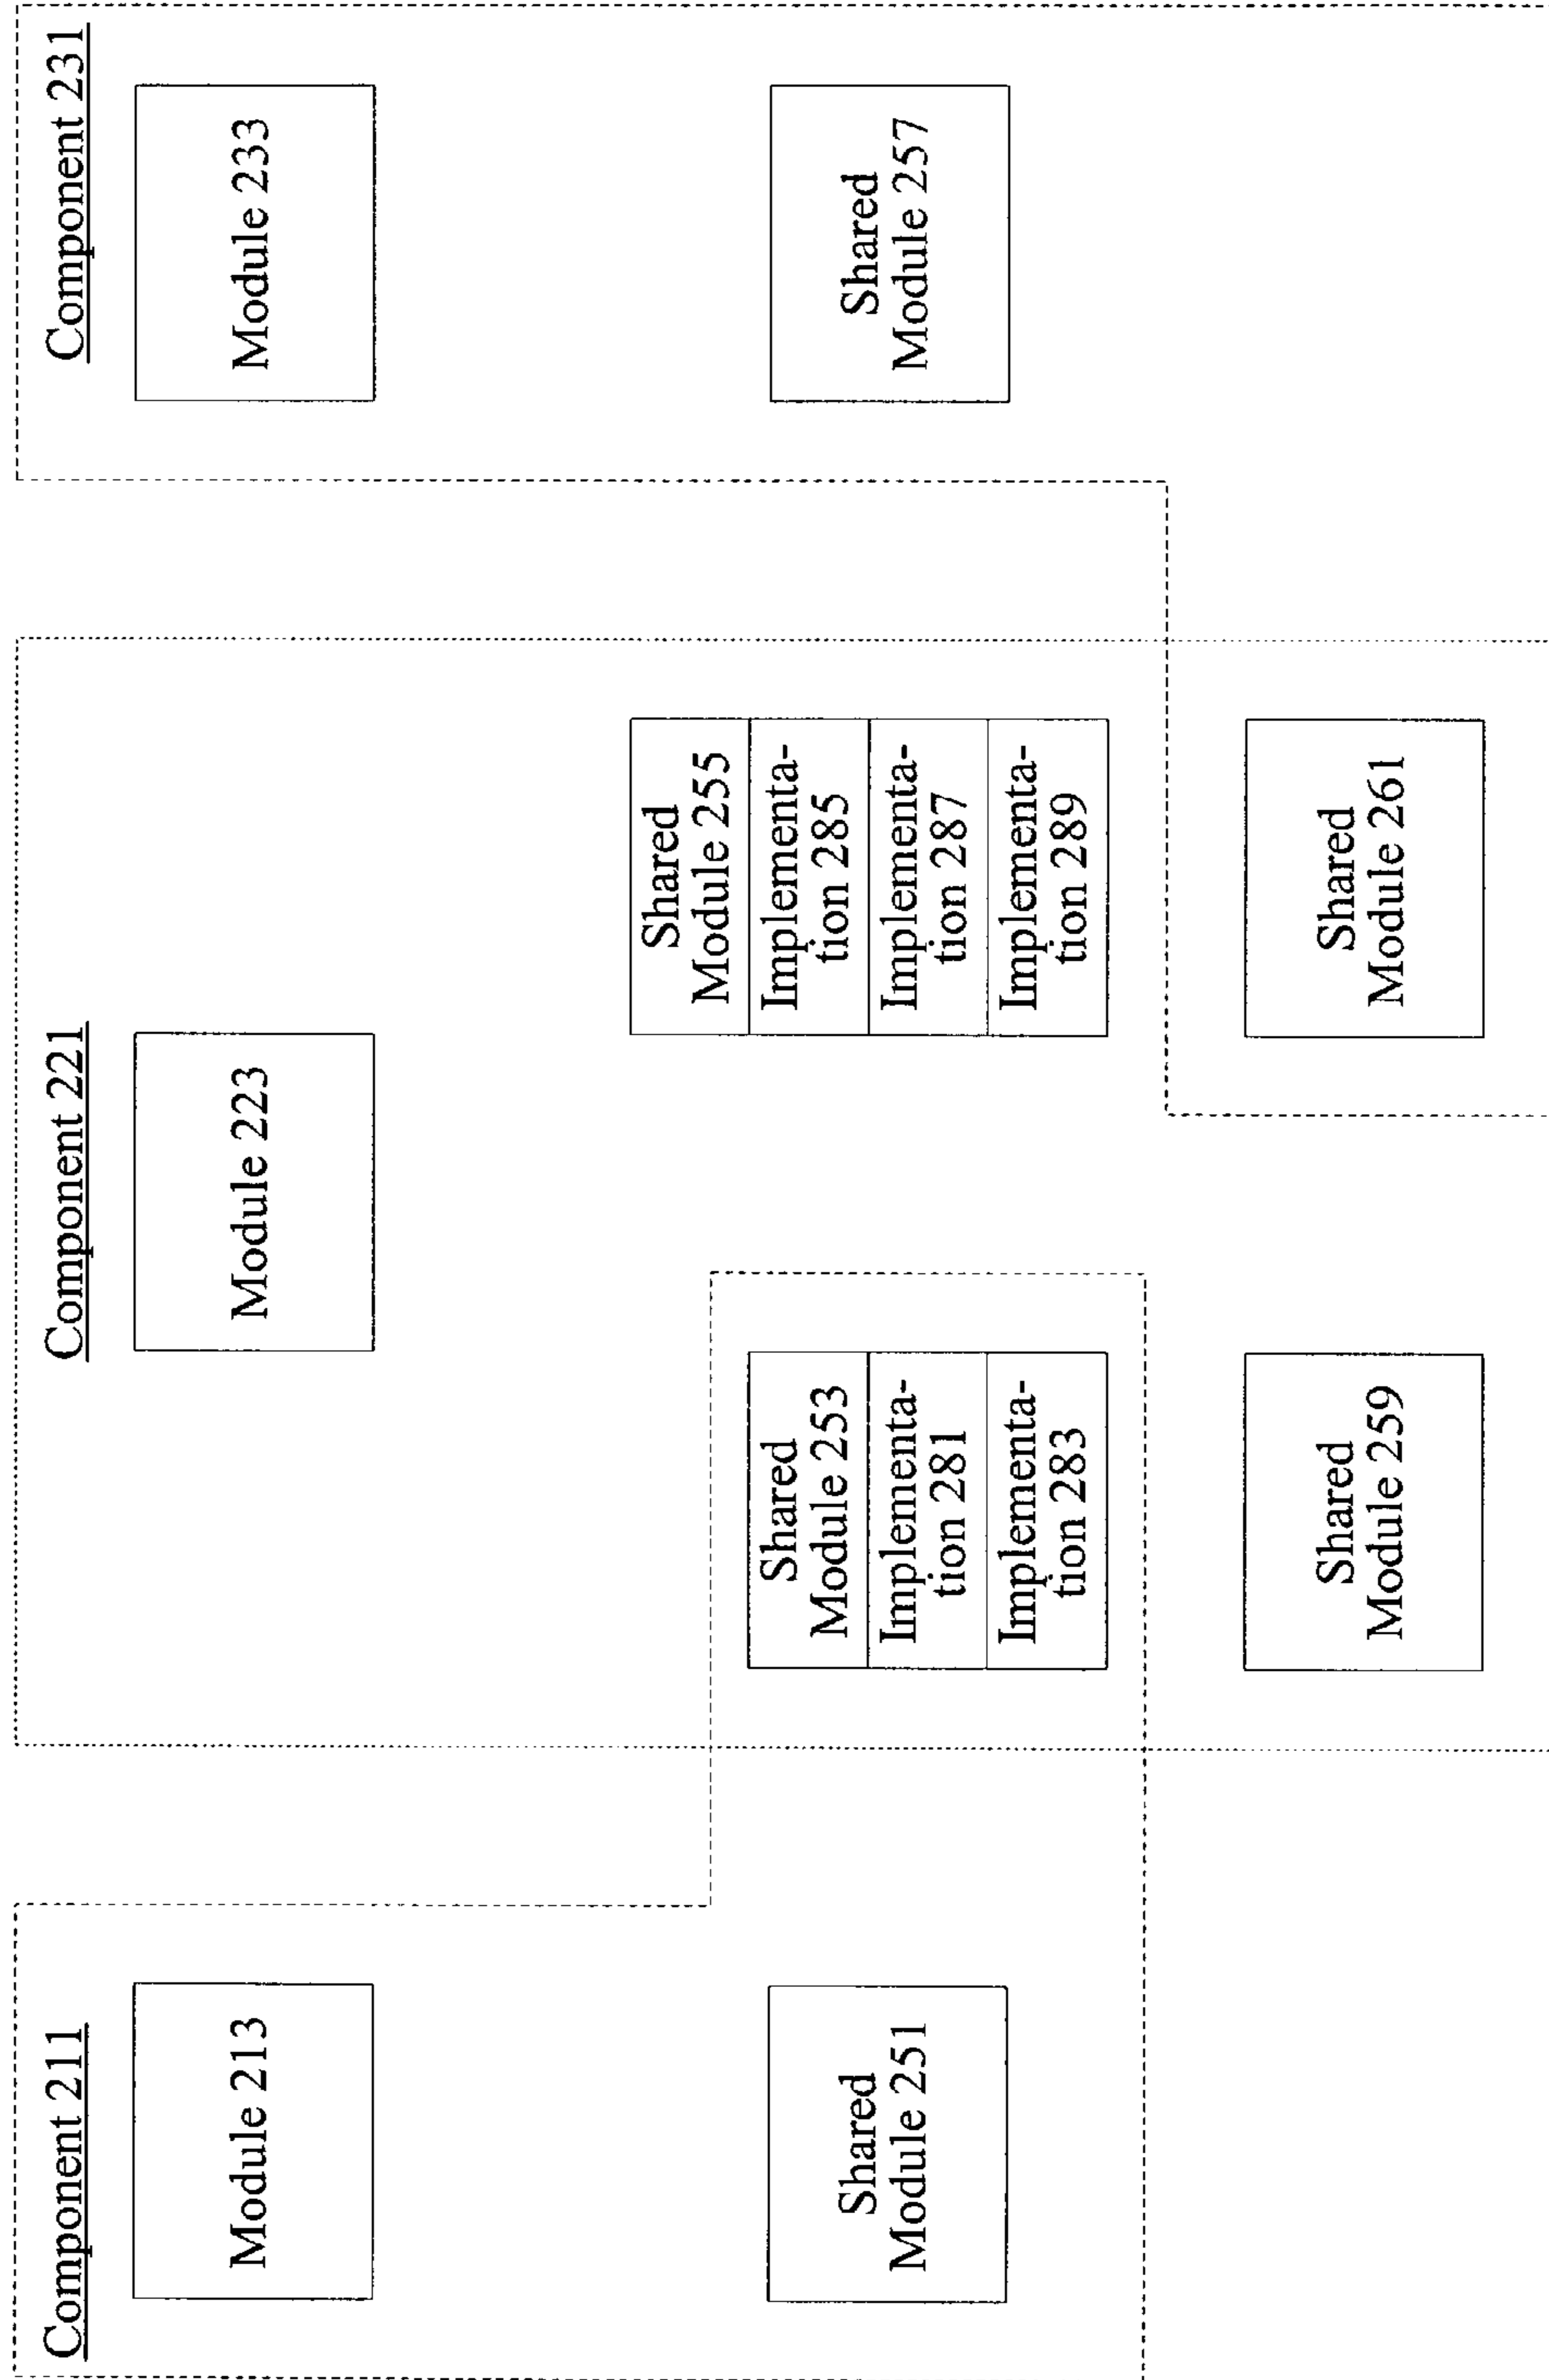 Component 211
Component 221
Component 231
Module 213
Module 223
Module 233
Shared
Module 251
Shared
Module 253
Implementa-
tion 281
Implementa-
tion 283
Shared
Module 255
Implementa-
tion 285
Implementa-
tion 287
Implementa-
tion 289
Shared
Module 257
Shared
Module 259
Shared
Module 261